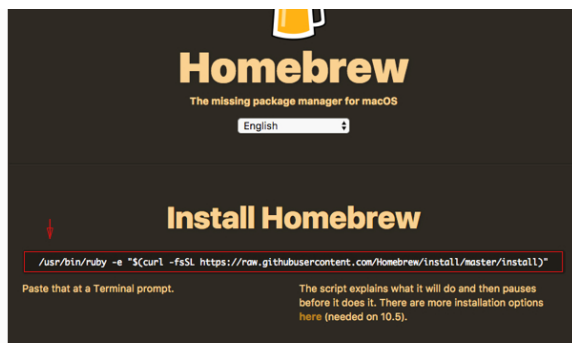 Homebrew
The missing package manager for macOS
English
Install Homebrew
/usr/bin/ruby -e "$(curl -fsSL https://raw.githubusercontent.com/Homebrew/install/master/install)"
Paste that at a Terminal prompt.
The script explains what it will do and then pauses
before it does it. There are more installation options
here (needed on 10.5).